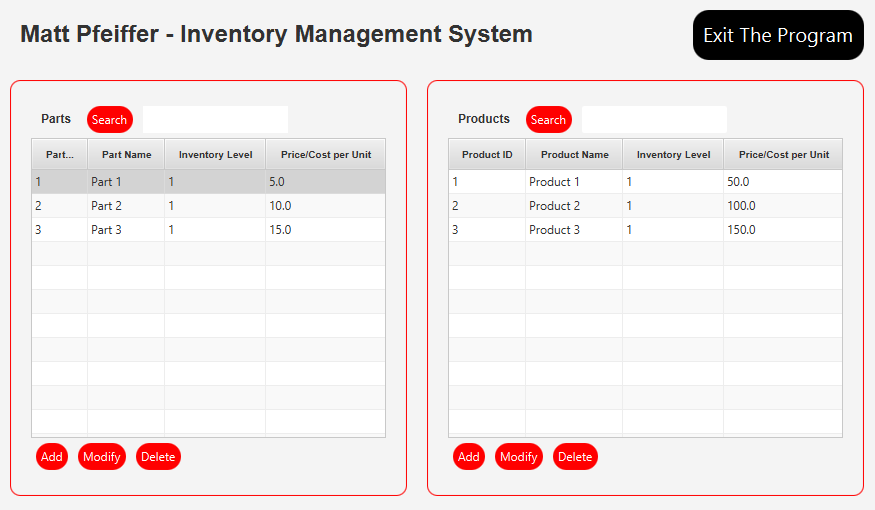 Matt Pfeiffer - Inventory Management System
Exit The Program
Parts Search
Part... Part Name Inventory Level Price/Cost per Unit
1 Part 1 1 5.0
2 Part 2 1 10.0
3 Part 3 1 15.0
Add Modify Delete
Products Search
Product ID Product Name Inventory Level Price/Cost per Unit
1 Product 1 1 50.0
2 Product 2 1 100.0
3 Product 3 1 150.0
Add Modify Delete